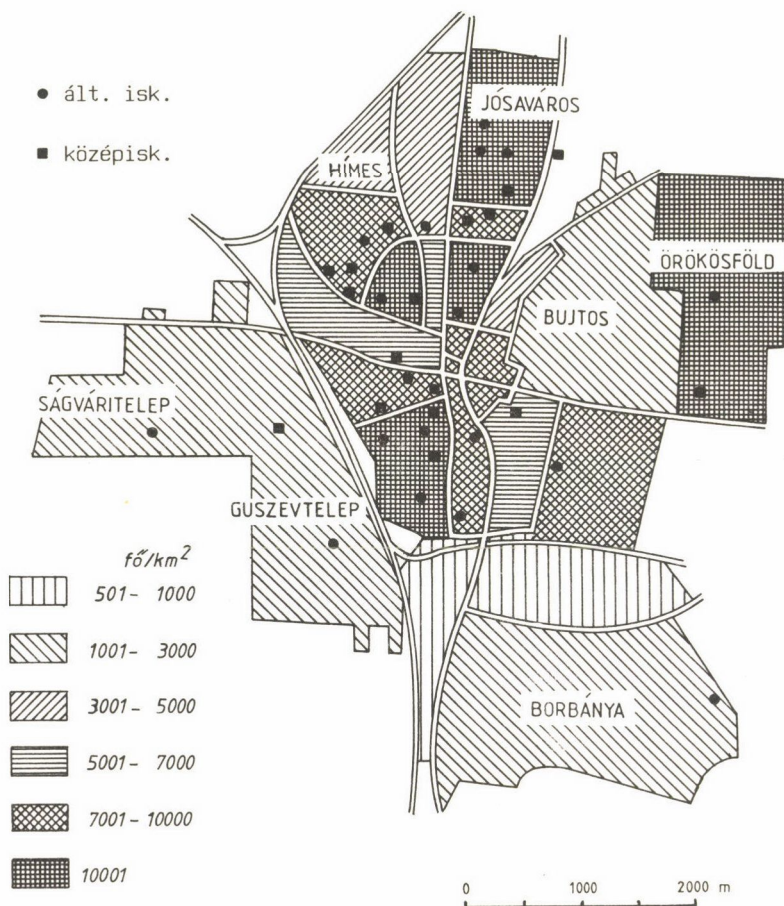 ● ált. isk.
■ középisk.
JÓSAVÁROS
HÍMES
ÖRÖKÖSFÖLD
BUJTOS
SÁGVÁRITELEP
GUSZEVTELEP
BORBÁNYA
fő/km²
501 - 1000
1001 - 3000
3001 - 5000
5001 - 7000
7001 - 10000
10001
0 1000 2000 m